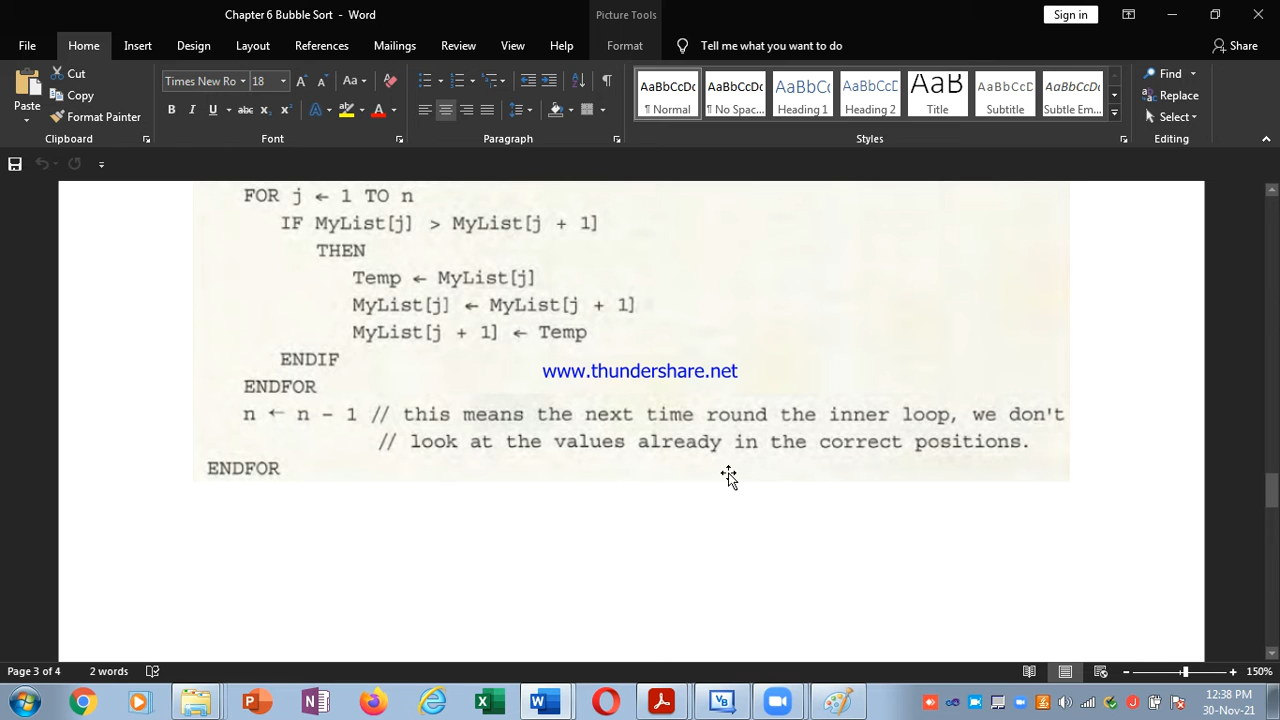 Chapter 6 Bubble Sort - Word
Picture Tools
Sign in
File Home Insert Design Layout References Mailings Review View Help Format Tell me what you want to do Share
Paste
Cut
Copy
Format Painter
Clipboard
Times New Ro 18
Aa
B I U abc x₂ x² A A
Font
Paragraph
AaBbCcDc AaBbCcDc AaBbCc AaBbCc AaB AaBbCcD AaBbCcDc
¶ Normal ¶ No Spac... Heading 1 Heading 2 Title Subtitle Subtle Em...
Styles
Find
Replace
Select
Editing
FOR j ← 1 TO n
IF MyList[j] > MyList[j + 1]
THEN
Temp ← MyList[j]
MyList[j] ← MyList[j + 1]
MyList[j + 1] ← Temp
ENDIF
www.thundershare.net
ENDFOR
n ← n - 1 // this means the next time round the inner loop, we don't
// look at the values already in the correct positions.
ENDFOR
Page 3 of 4 2 words 150%
12:38 PM
30-Nov-21